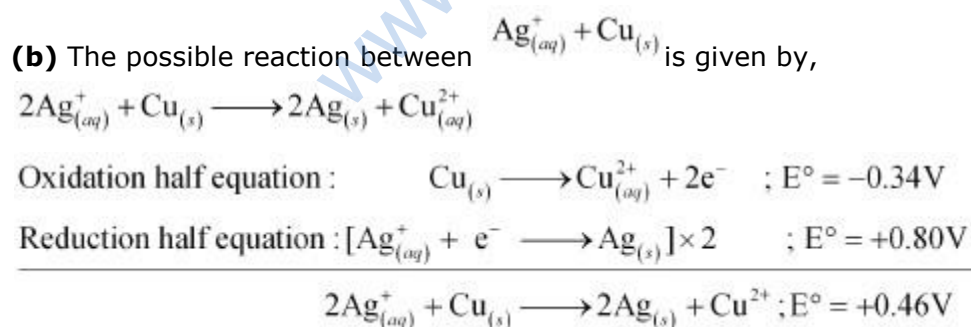 www
(b) The possible reaction between Ag⁺(aq) + Cu(s) is given by,
2Ag⁺(aq) + Cu(s) ⟶ 2Ag(s) + Cu²⁺(aq)
Oxidation half equation : Cu(s) ⟶ Cu²⁺(aq) + 2e⁻ ; E° = −0.34V
Reduction half equation : [Ag⁺(aq) + e⁻ ⟶ Ag(s)] × 2 ; E° = +0.80V
2Ag⁺(aq) + Cu(s) ⟶ 2Ag(s) + Cu²⁺ ; E° = +0.46V